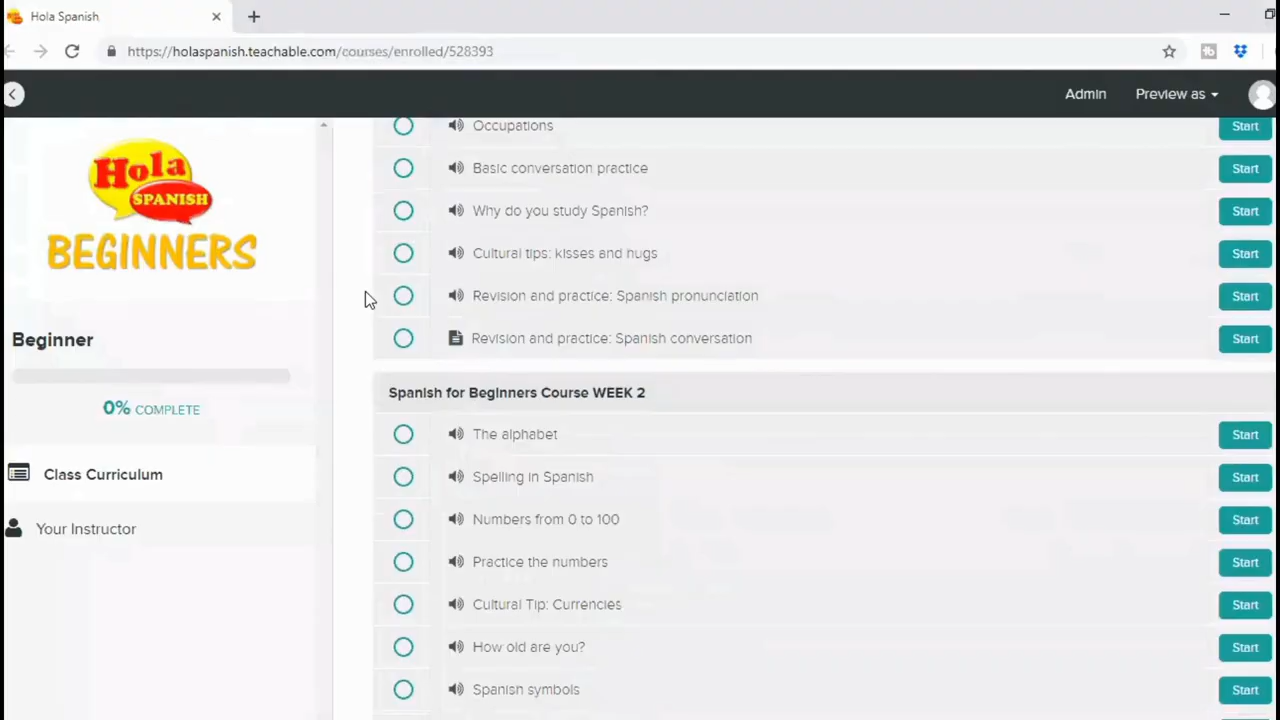 Hola Spanish
https://holaspanish.teachable.com/courses/enrolled/528393
Admin
Preview as
Hola
SPANISH
BEGINNERS
Beginner
0% COMPLETE
Class Curriculum
Your Instructor
Occupations Start
Basic conversation practice Start
Why do you study Spanish? Start
Cultural tips: kisses and hugs Start
Revision and practice: Spanish pronunciation Start
Revision and practice: Spanish conversation Start
Spanish for Beginners Course WEEK 2
The alphabet Start
Spelling in Spanish Start
Numbers from 0 to 100 Start
Practice the numbers Start
Cultural Tip: Currencies Start
How old are you? Start
Spanish symbols Start